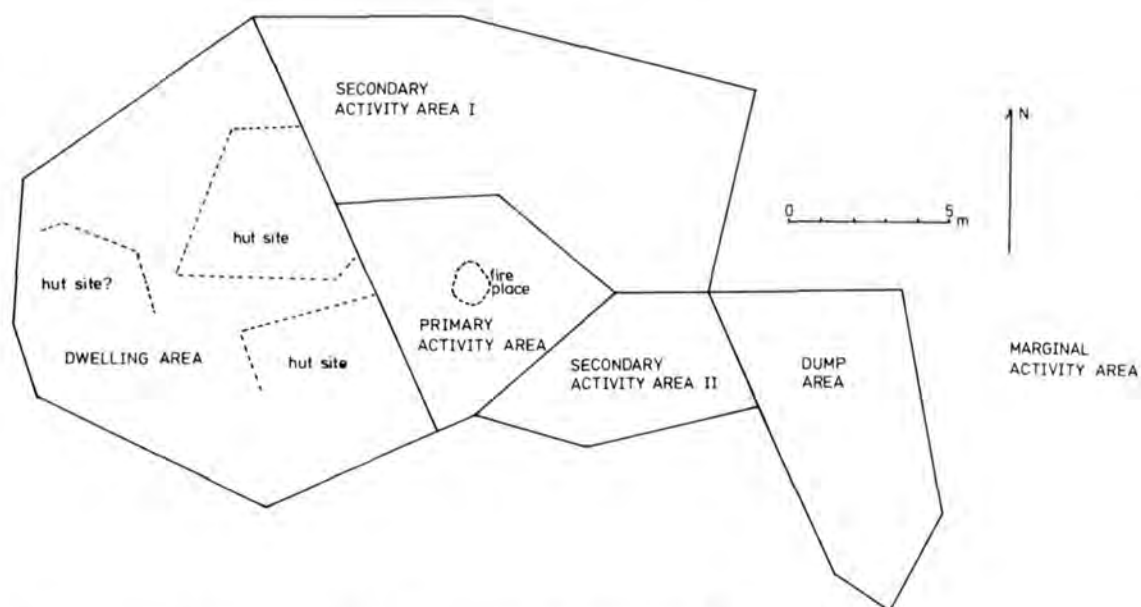 SECONDARY
ACTIVITY AREA I
N
0
5
m
hut site
fire
place
hut site?
PRIMARY
ACTIVITY AREA
DWELLING AREA
hut site
SECONDARY
ACTIVITY AREA II
DUMP
AREA
MARGINAL
ACTIVITY AREA